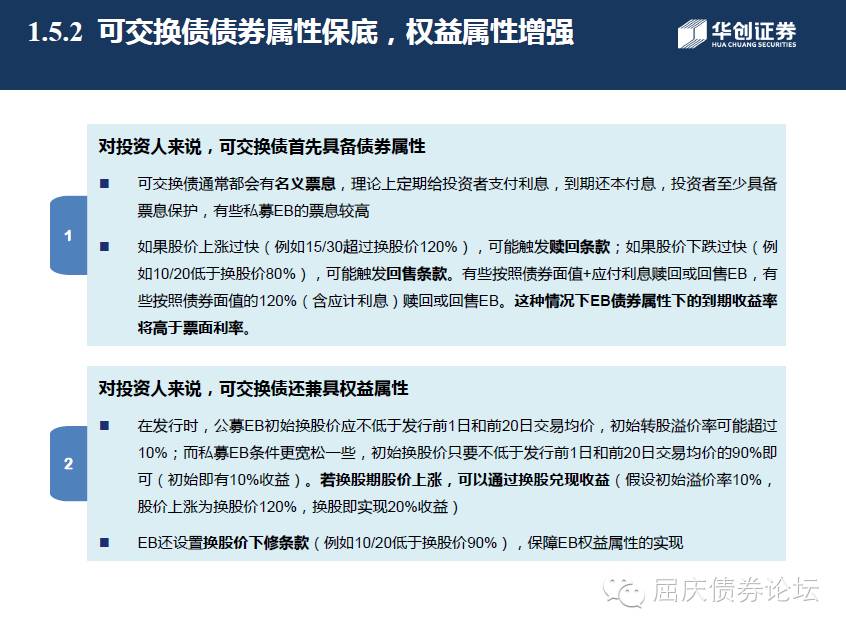 1.5.2 可交换债债券属性保底，权益属性增强
华创证券
HUA CHUANG SECURITIES
对投资人来说，可交换债首先具备债券属性
1
■ 可交换债通常都会有名义票息，理论上定期给投资者支付利息，到期还本付息，投资者至少具备
票息保护，有些私募EB的票息较高
■ 如果股价上涨过快（例如15/30超过换股价120%），可能触发赎回条款；如果股价下跌过快（例
如10/20低于换股价80%），可能触发回售条款。有些按照债券面值+应付利息赎回或回售EB，有
些按照债券面值的120%（含应计利息）赎回或回售EB。这种情况下EB债券属性下的到期收益率
将高于票面利率。
对投资人来说，可交换债还兼具权益属性
2
■ 在发行时，公募EB初始换股价应不低于发行前1日和前20日交易均价，初始转股溢价率可能超过
10%；而私募EB条件更宽松一些，初始换股价只要不低于发行前1日和前20日交易均价的90%即
可（初始即有10%收益）。若换股期股价上涨，可以通过换股兑现收益（假设初始溢价率10%，
股价上涨为换股价120%，换股即实现20%收益）
■ EB还设置换股价下修条款（例如10/20低于换股价90%），保障EB权益属性的实现
屈庆债券论坛